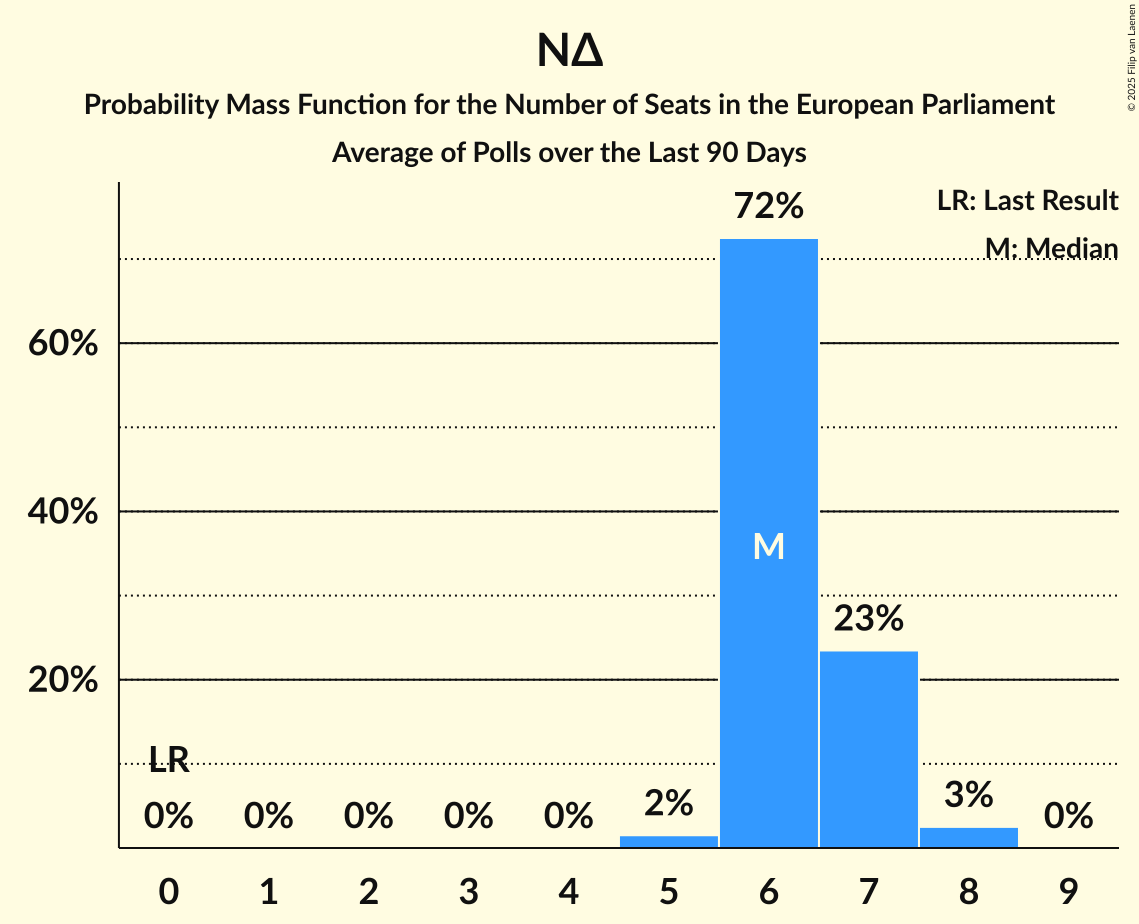 ΝΔ
Probability Mass Function for the Number of Seats in the European Parliament
Average of Polls over the Last 90 Days
© 2025 Filip van Laenen
LR: Last Result
M: Median
72%
60%
40%
20%
M
23%
LR
0%
0%
0%
0%
0%
2%
3%
0%
0
1
2
3
4
5
6
7
8
9